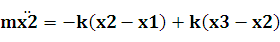 mẍ2 = −k(x2 − x1) + k(x3 − x2)